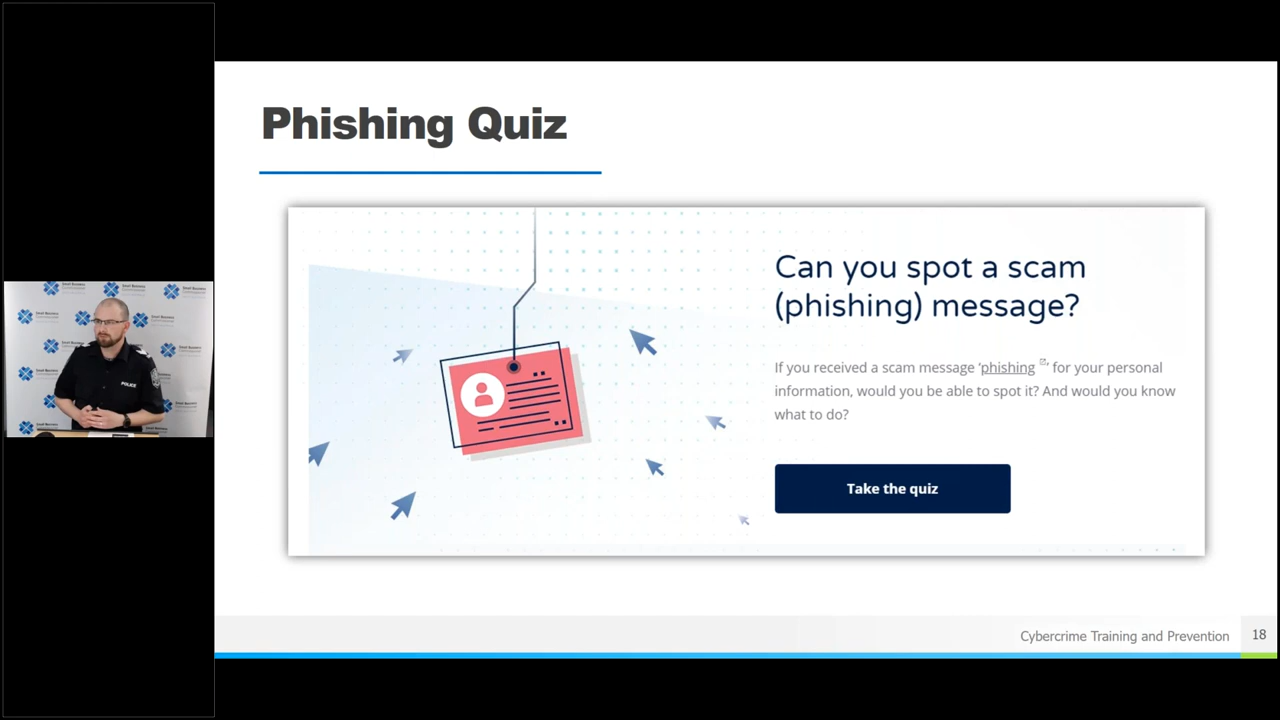 Phishing Quiz
Can you spot a scam
(phishing) message?
If you received a scam message 'phishing' for your personal
information, would you be able to spot it? And would you know
what to do?
Take the quiz
Cybercrime Training and Prevention
18
POLICE